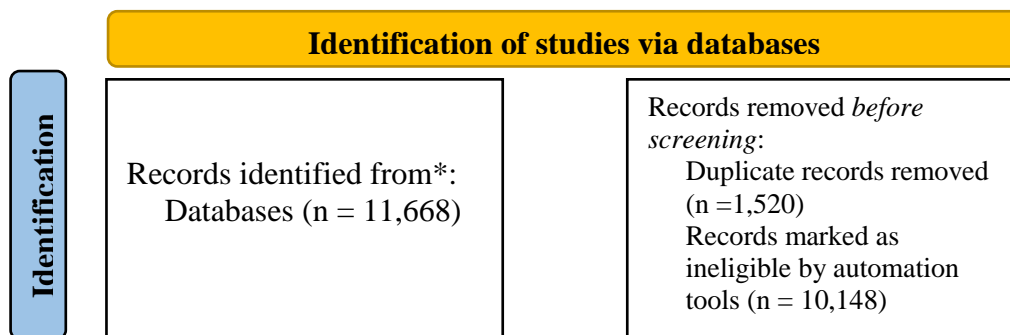 Identification of studies via databases
Identification
Records identified from*:
Databases (n = 11,668)
Records removed before
screening:
Duplicate records removed
(n =1,520)
Records marked as
ineligible by automation
tools (n = 10,148)